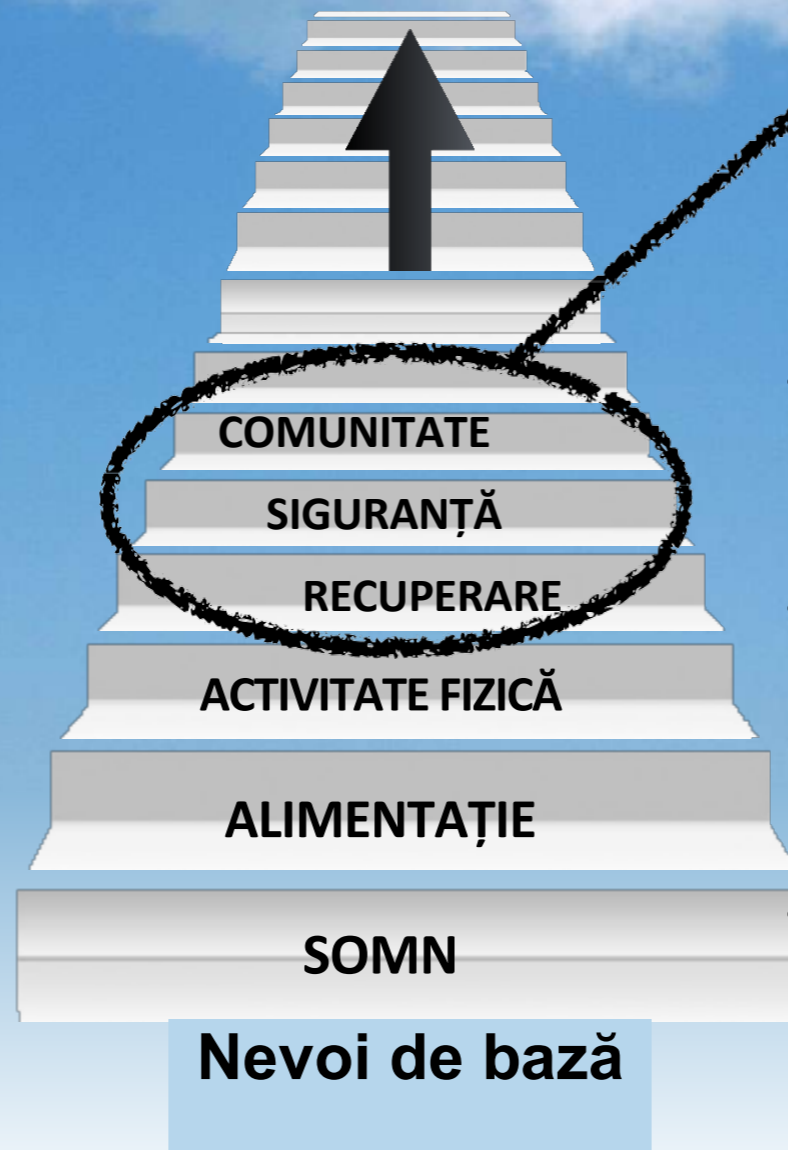 COMUNITATE
SIGURANȚĂ
RECUPERARE
ACTIVITATE FIZICĂ
ALIMENTAȚIE
SOMN
Nevoi de bază